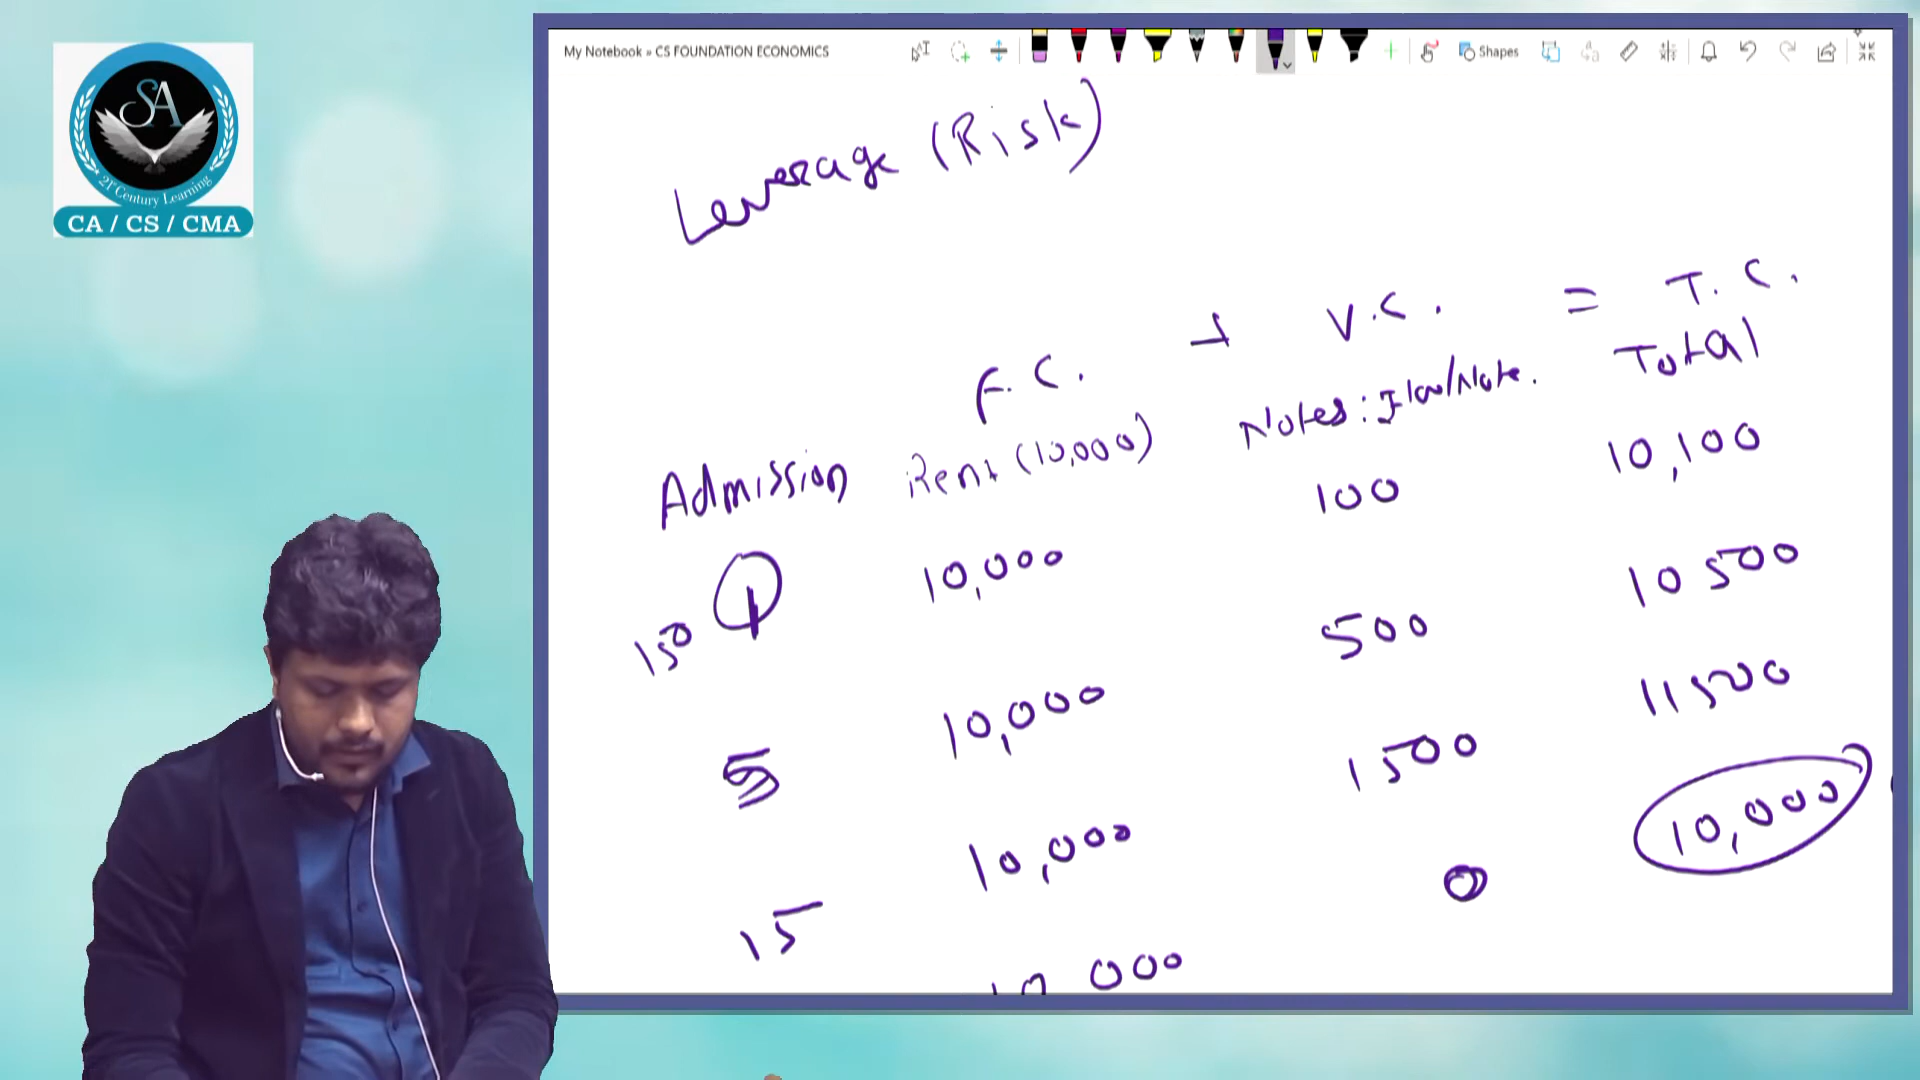 SA
21st Century Learning
CA / CS / CMA
My Notebook » CS FOUNDATION ECONOMICS
Shapes
Leverage (Risk)
F.C. + V.C. = T.C.
Admission Rent (10,000) Notes: 100/Note. Total
1 10,000 100 10,100
150
5 10,000 500 10 500
15 10,000 1500 11500
10 000 0 10,000